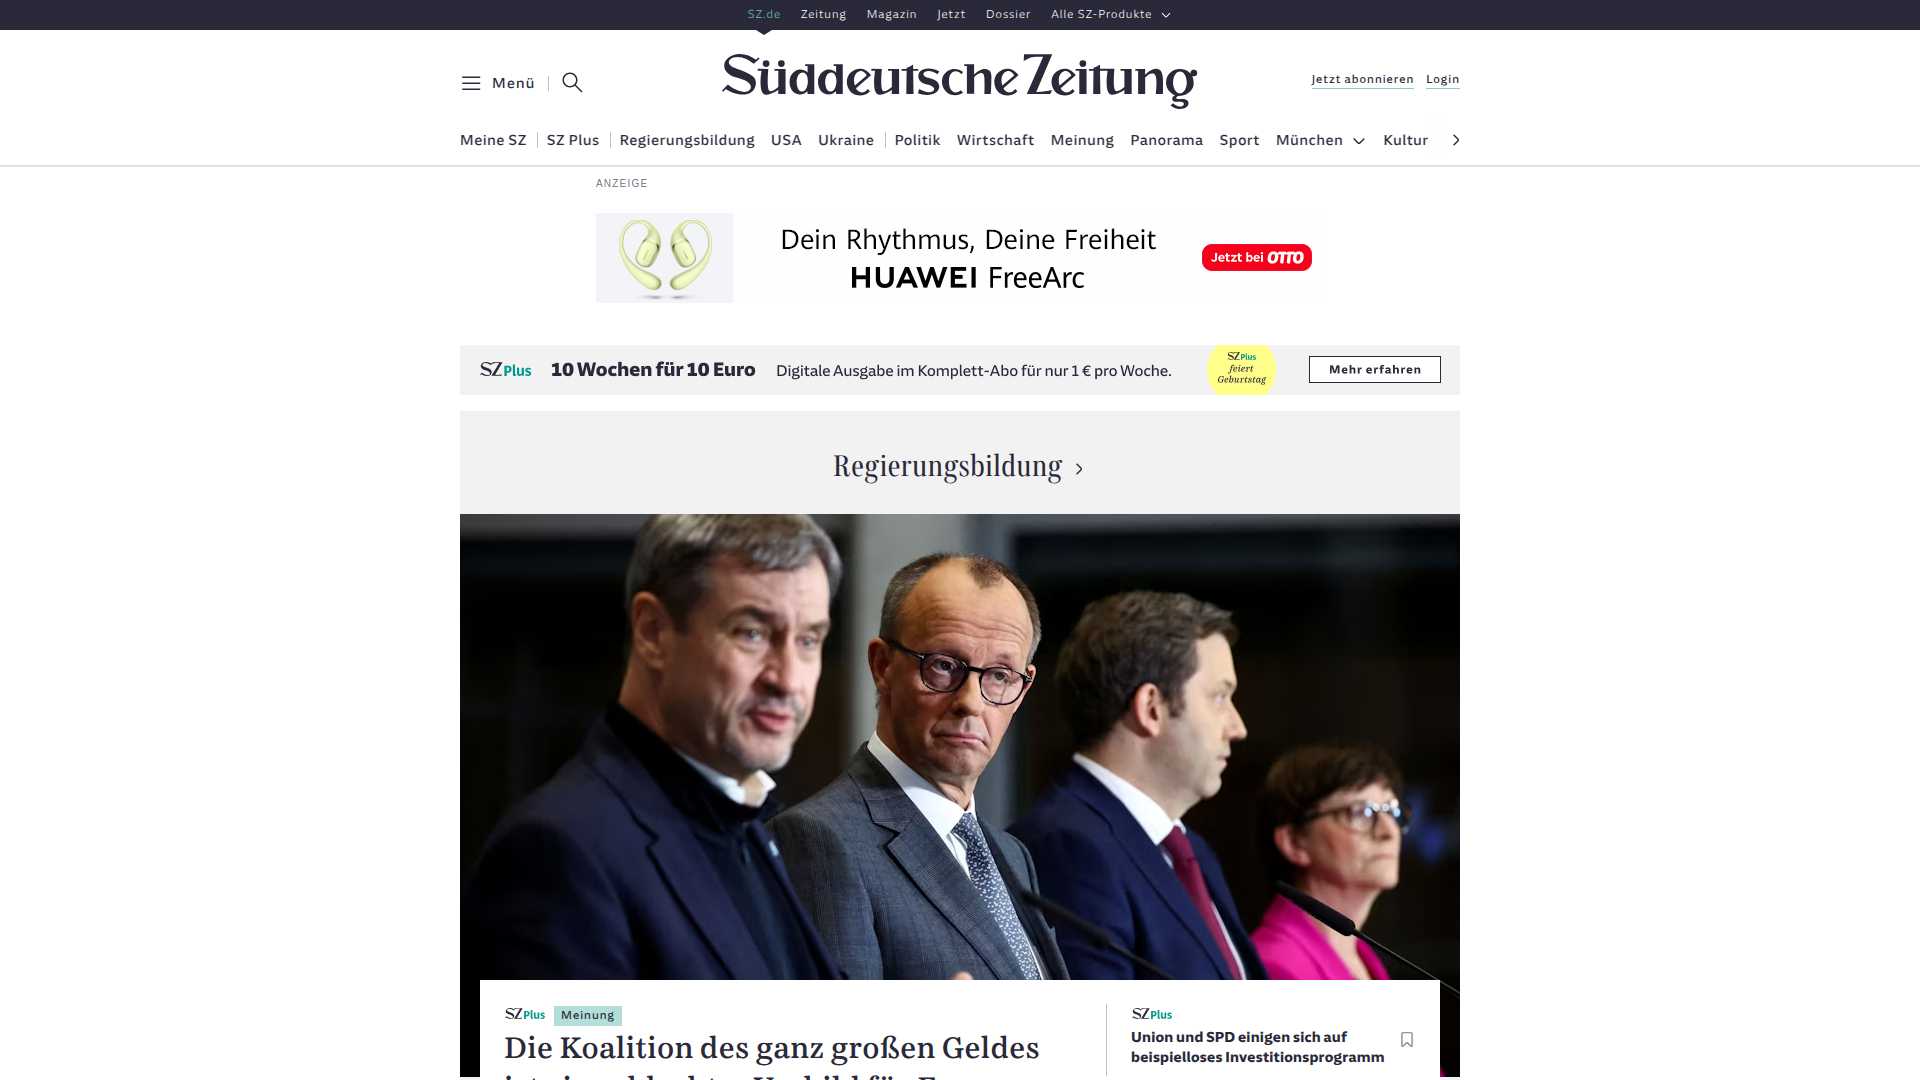 SZ.de Zeitung Magazin Jetzt Dossier Alle SZ-Produkte
Menü
Süddeutsche Zeitung
Jetzt abonnieren Login
Meine SZ SZ Plus Regierungsbildung USA Ukraine Politik Wirtschaft Meinung Panorama Sport München Kultur
ANZEIGE
Dein Rhythmus, Deine Freiheit
HUAWEI FreeArc
Jetzt bei OTTO
SZ Plus 10 Wochen für 10 Euro Digitale Ausgabe im Komplett-Abo für nur 1 € pro Woche.
SZ Plus
feiert
Geburtstag
Mehr erfahren
Regierungsbildung
SZ Plus Meinung
Die Koalition des ganz großen Geldes
SZ Plus
Union und SPD einigen sich auf
beispielloses Investitionsprogramm